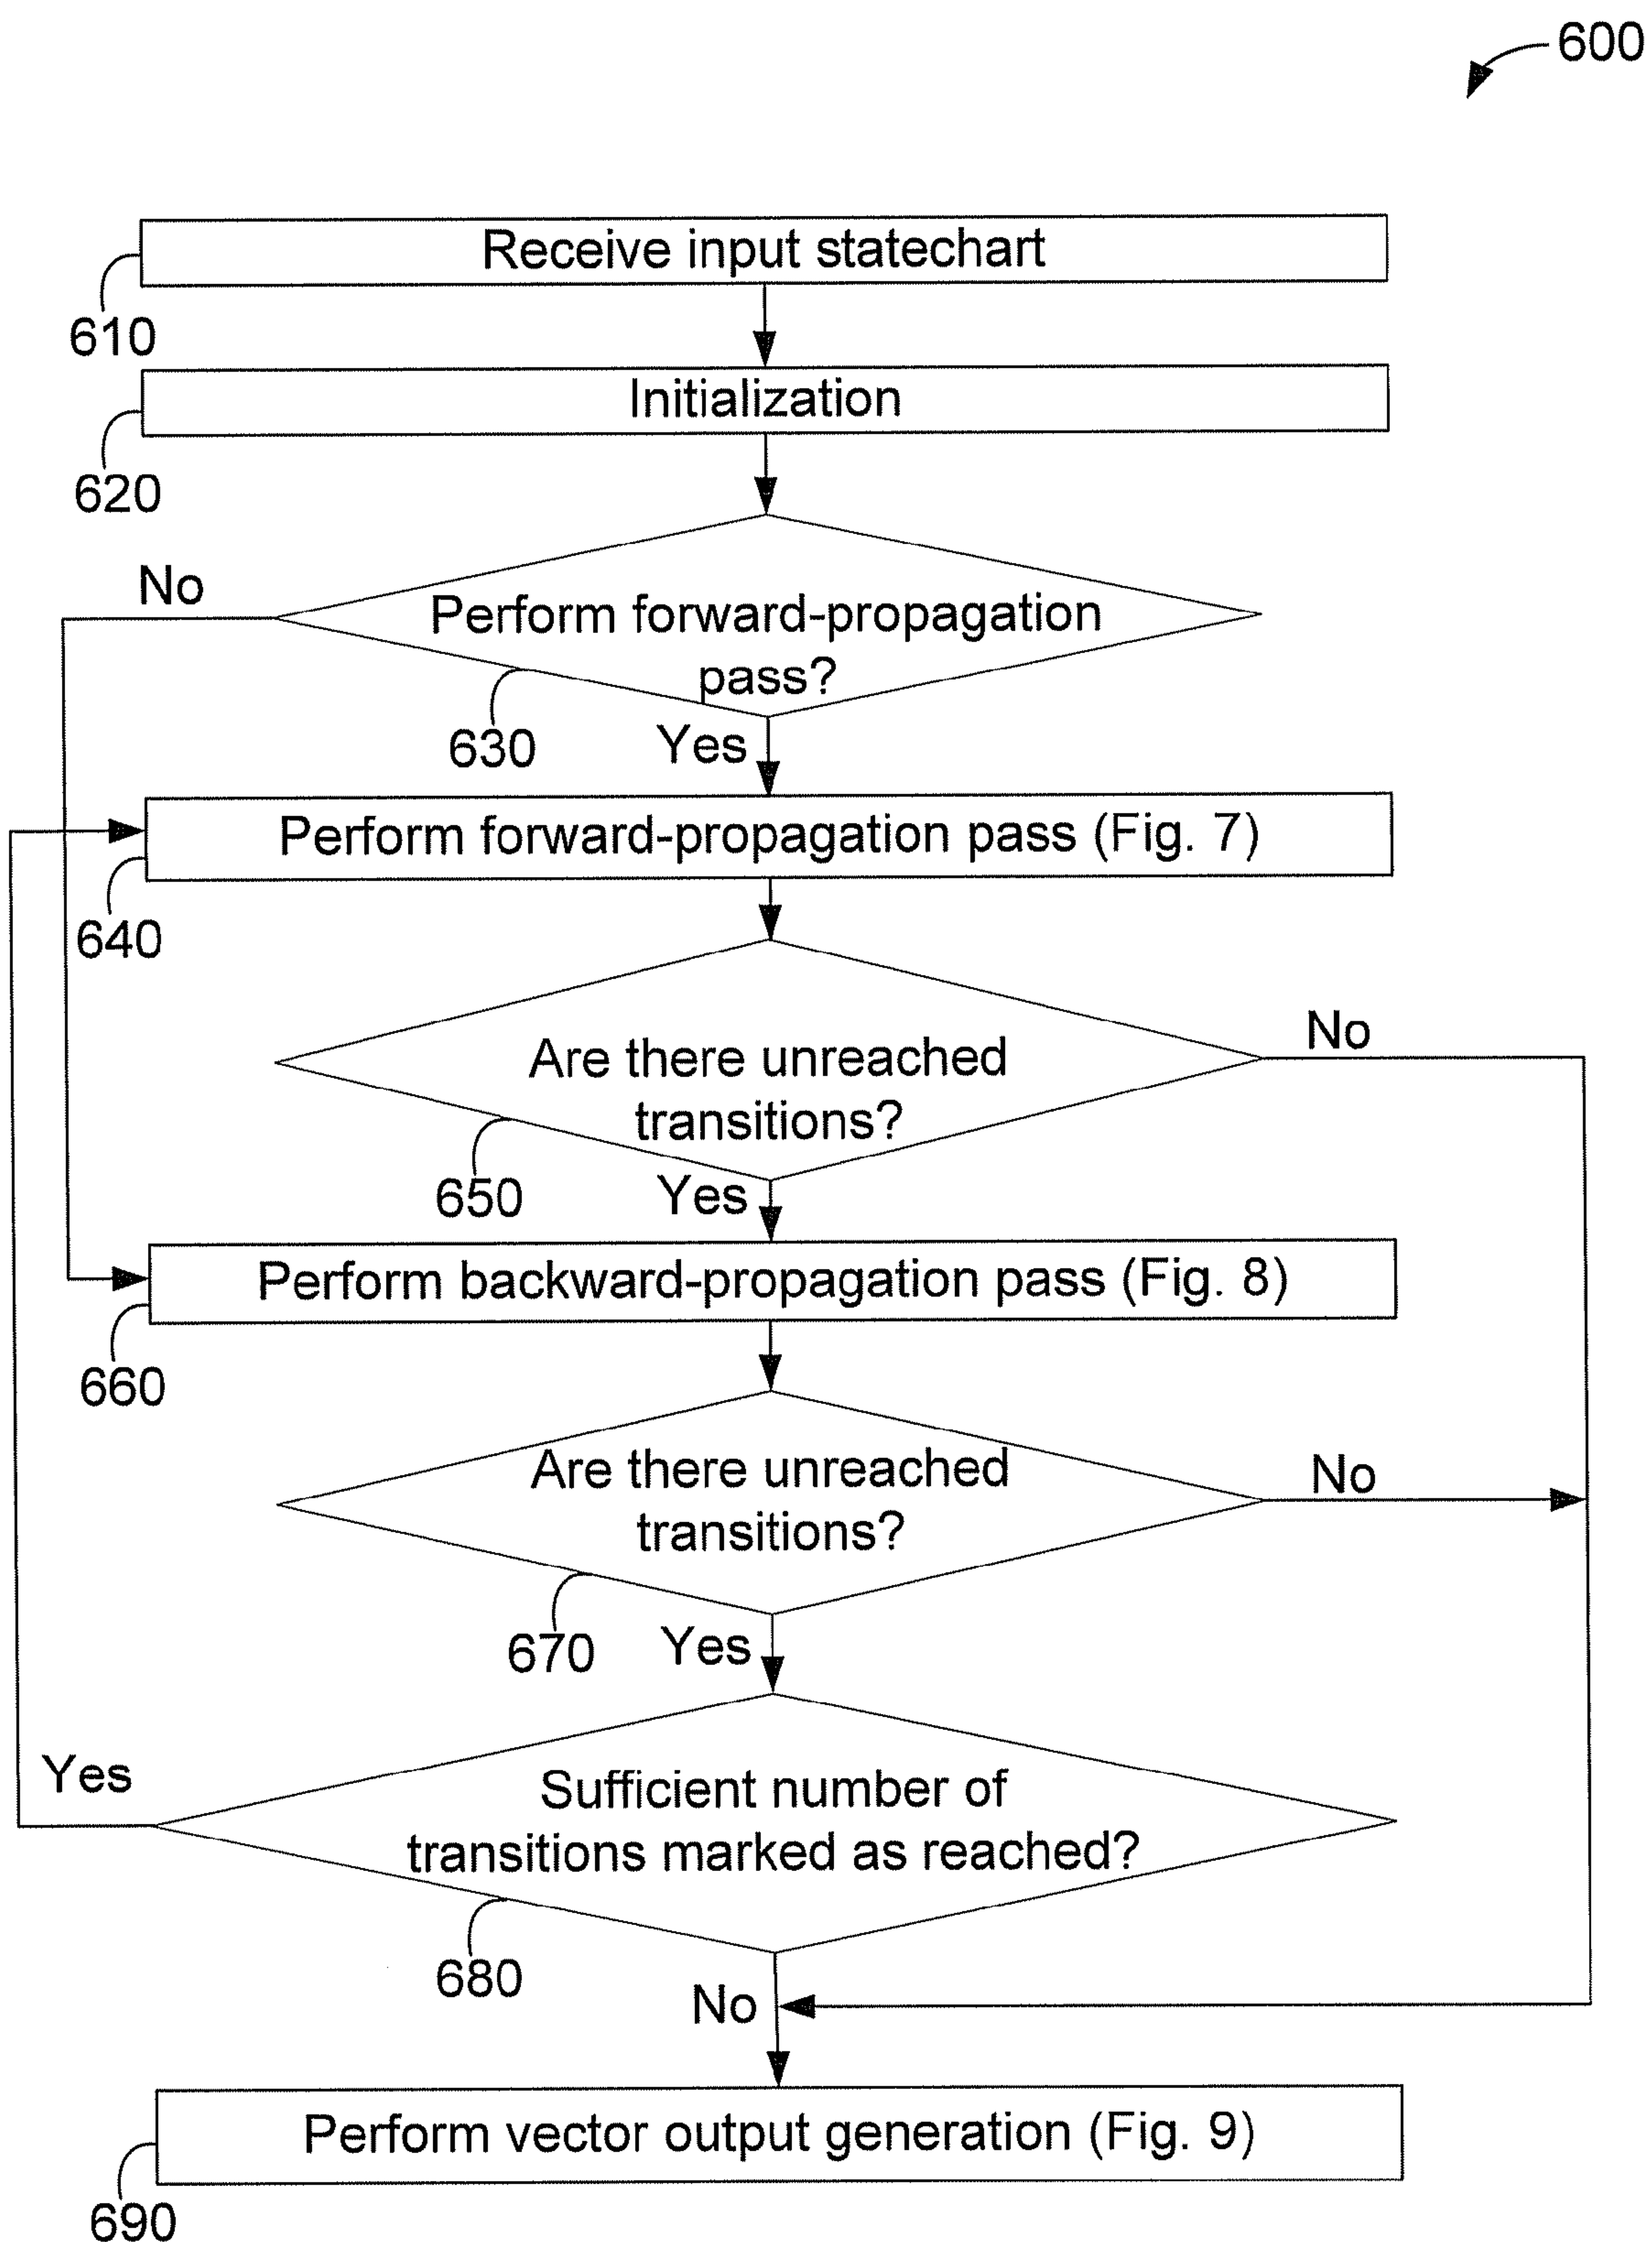 600
Receive input statechart
610
Initialization
620
No
Perform forward-propagation
pass?
630
Yes
Perform forward-propagation pass (Fig. 7)
640
Are there unreached
transitions?
No
650
Yes
Perform backward-propagation pass (Fig. 8)
660
Are there unreached
transitions?
No
670
Yes
Yes
Sufficient number of
transitions marked as reached?
680
No
Perform vector output generation (Fig. 9)
690